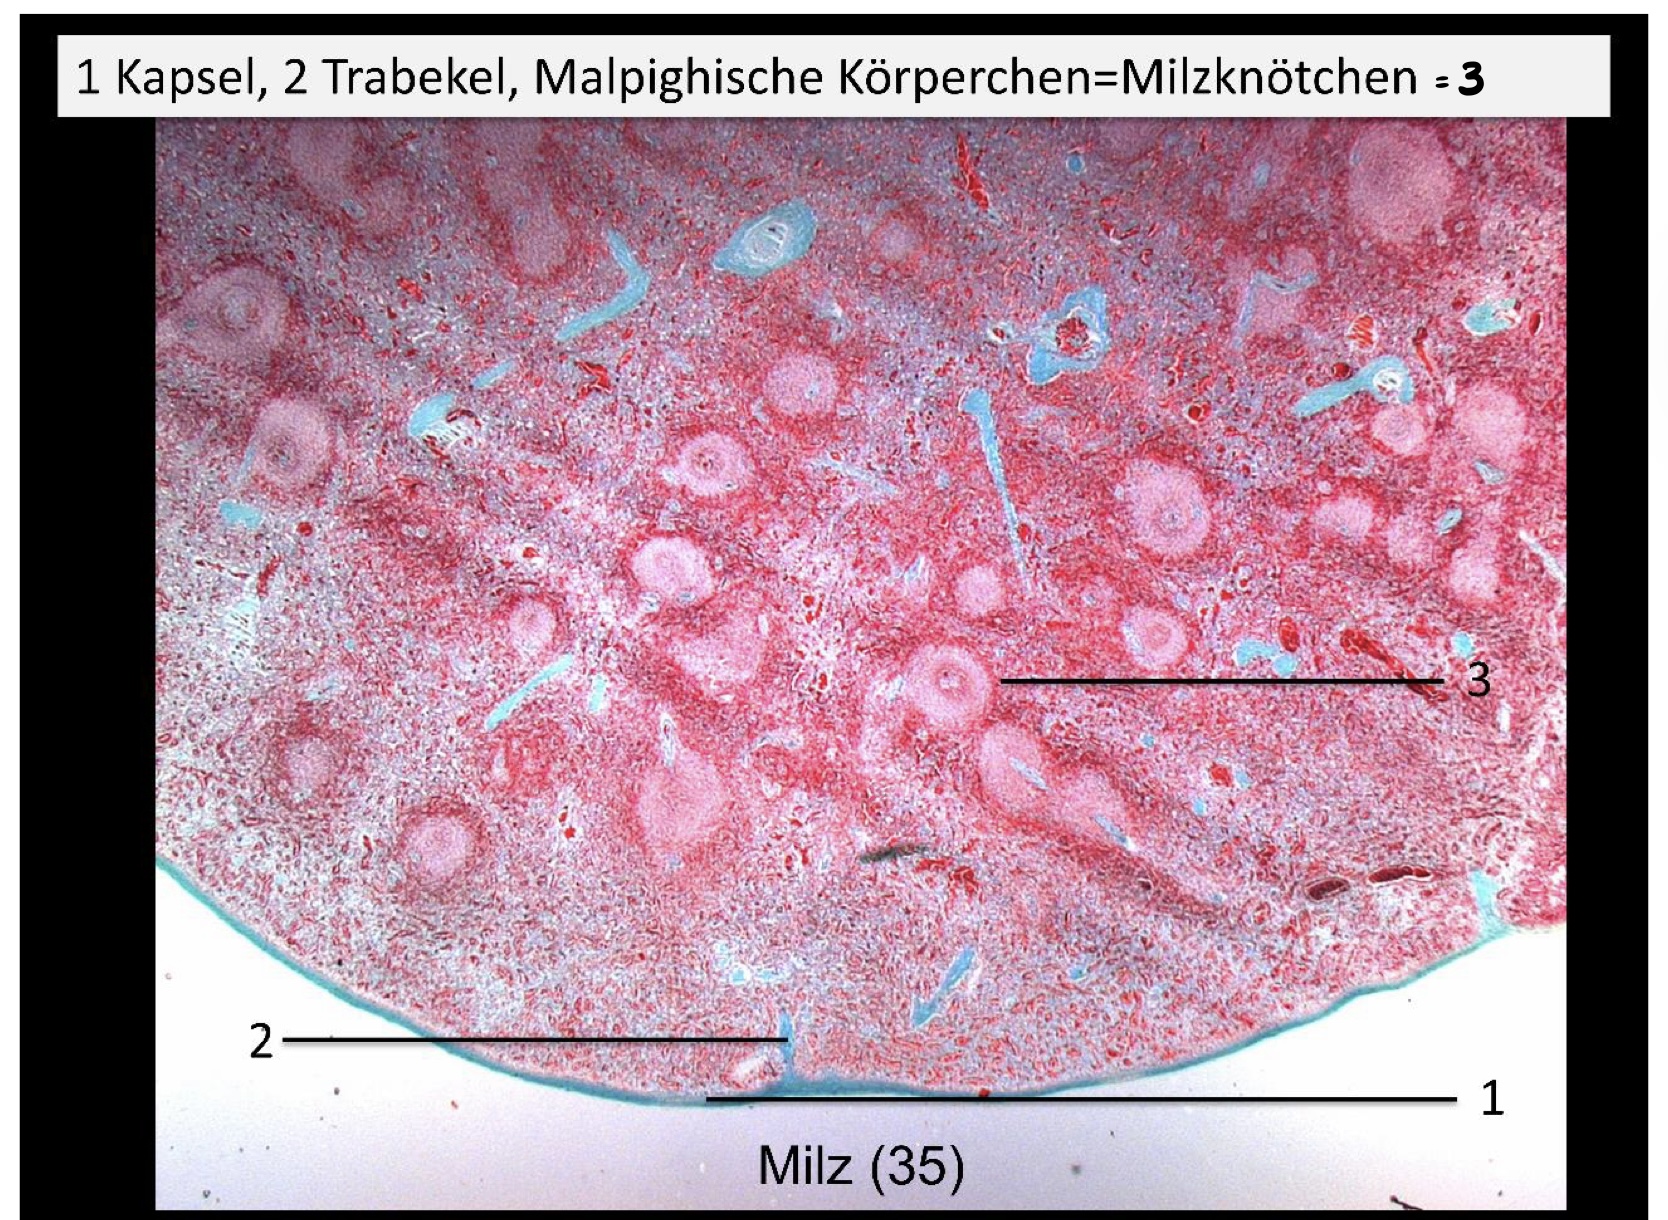 1 Kapsel, 2 Trabekel, Malpighische Körperchen=Milzknötchen = 3
3
2
1
Milz (35)